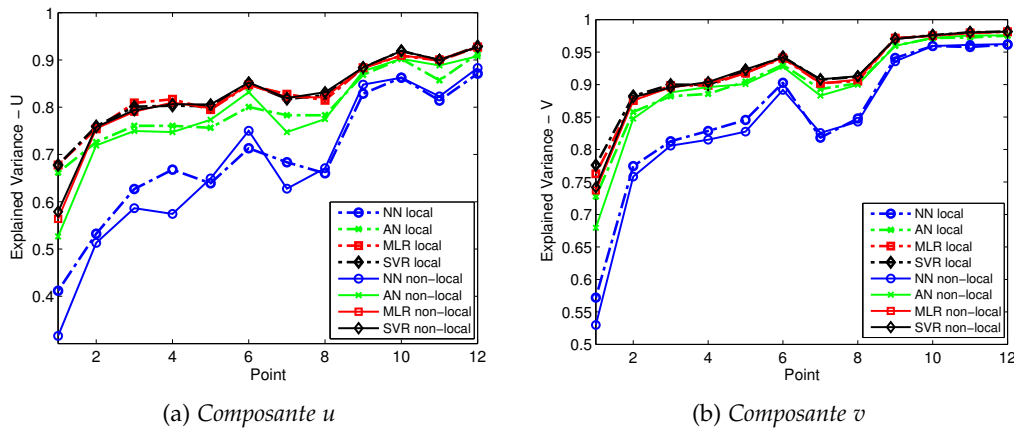 Explained Variance − U
1
0.9
0.8
0.7
0.6
0.5
0.4
2 4 6 8 10 12
Point
NN local
AN local
MLR local
SVR local
NN non−local
AN non−local
MLR non−local
SVR non−local
(a) Composante u
Explained Variance − V
1
0.95
0.9
0.85
0.8
0.75
0.7
0.65
0.6
0.55
0.5
2 4 6 8 10 12
Point
NN local
AN local
MLR local
SVR local
NN non−local
AN non−local
MLR non−local
SVR non−local
(b) Composante v